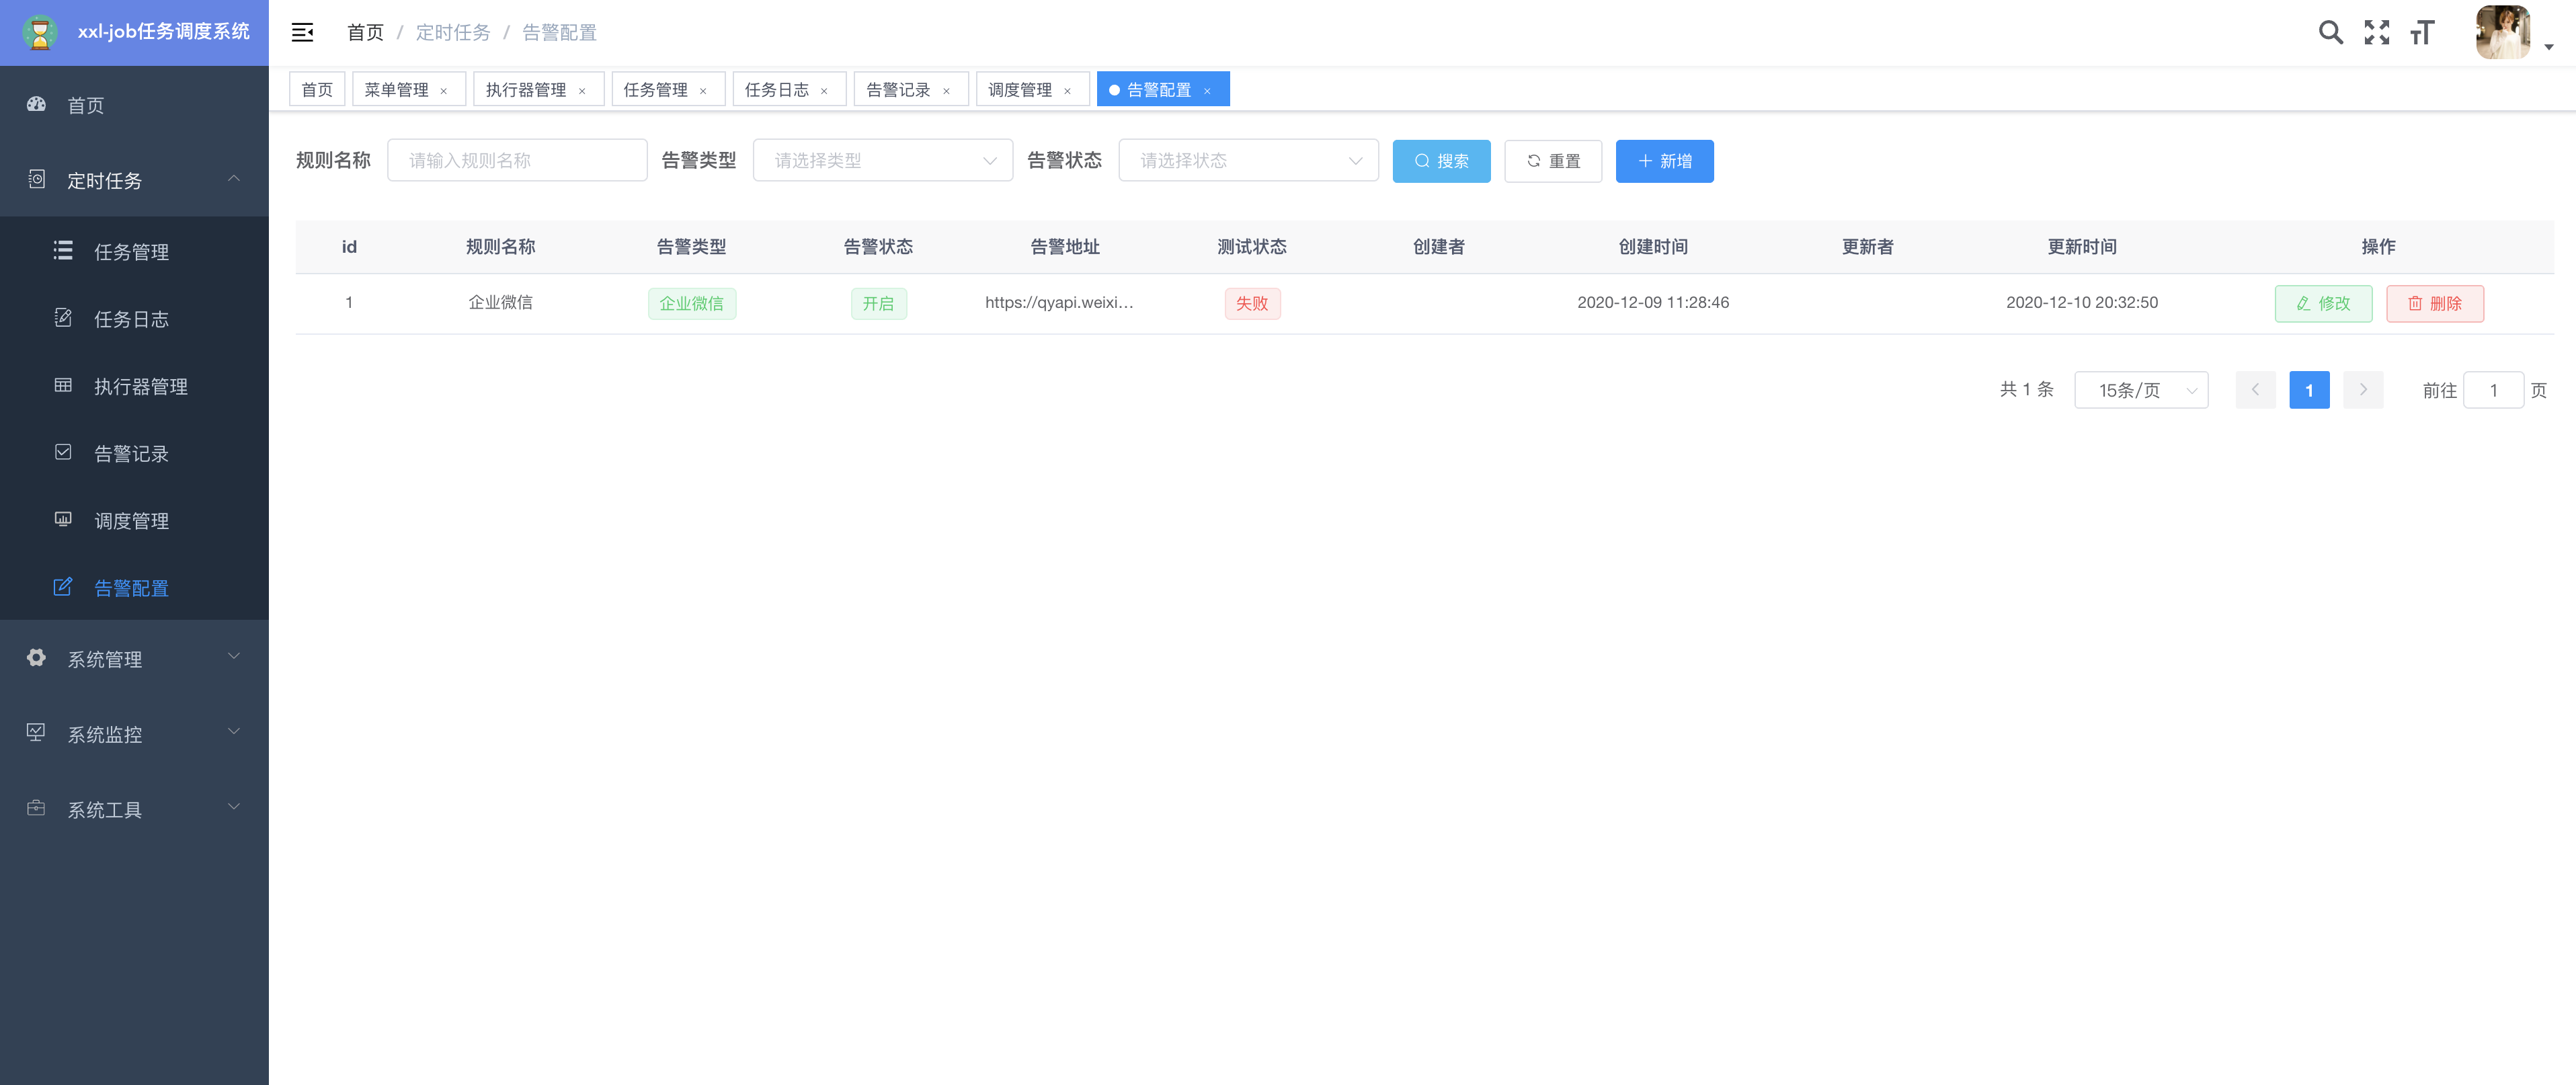 xxl-job任务调度系统
首页 / 定时任务 / 告警配置
首页
菜单管理 ×
执行器管理 ×
任务管理 ×
任务日志 ×
告警记录 ×
调度管理 ×
告警配置 ×
首页
定时任务
任务管理
任务日志
执行器管理
告警记录
调度管理
告警配置
系统管理
系统监控
系统工具
规则名称 请输入规则名称 告警类型 请选择类型 告警状态 请选择状态 搜索 重置 新增
id 规则名称 告警类型 告警状态 告警地址 测试状态 创建者 创建时间 更新者 更新时间 操作
1 企业微信 企业微信 开启 https://qyapi.weixi... 失败 2020-12-09 11:28:46 2020-12-10 20:32:50 修改 删除
共 1 条 15条/页 1 前往 1 页